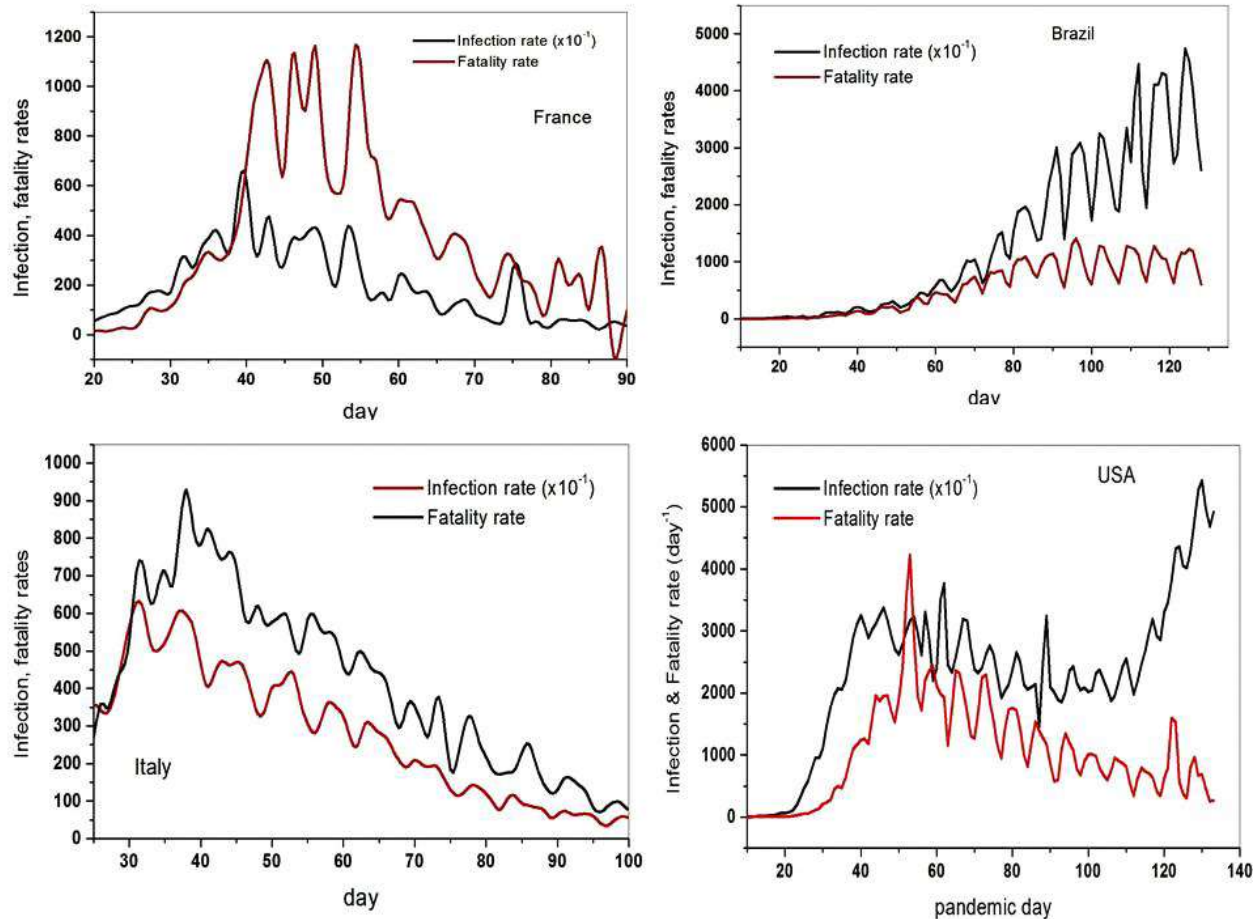 1200
1000
800
600
400
200
0
Infection, fatality rates
Infection rate (x10⁻¹)
Fatality rate
France
20 30 40 50 60 70 80 90
day
5000
4000
3000
2000
1000
0
Infection, fatality rates
Brazil
Infection rate (x10⁻¹)
Fatality rate
20 40 60 80 100 120
day
1000
900
800
700
600
500
400
300
200
100
0
Infection, fatality rates
Infection rate (x10⁻¹)
Fatality rate
Italy
30 40 50 60 70 80 90 100
day
6000
5000
4000
3000
2000
1000
0
Infection & Fatality rate (day⁻¹)
USA
Infection rate (x10⁻¹)
Fatality rate
20 40 60 80 100 120 140
pandemic day